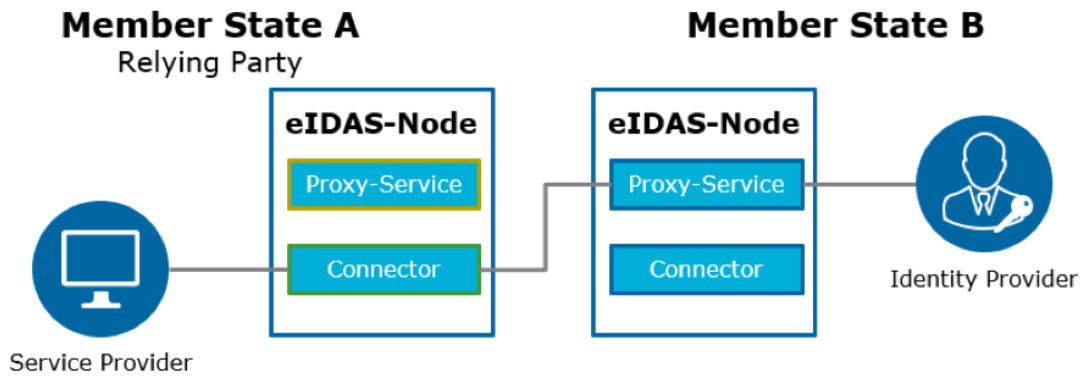 Member State A
Relying Party
Member State B
eIDAS-Node
Proxy-Service
Connector
eIDAS-Node
Proxy-Service
Connector
Service Provider
Identity Provider